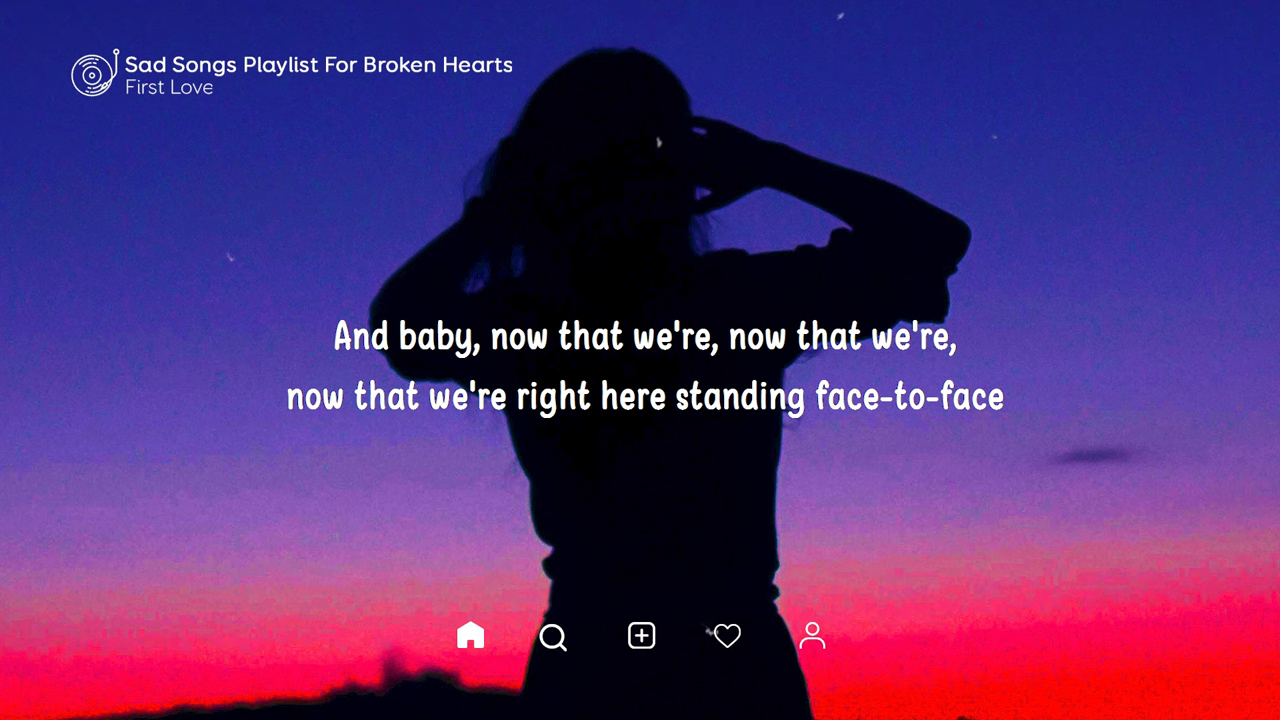 Sad Songs Playlist For Broken Hearts
First Love
And baby, now that we're, now that we're,
now that we're right here standing face-to-face